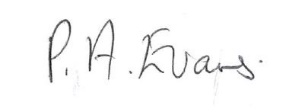 P. A. Evans.